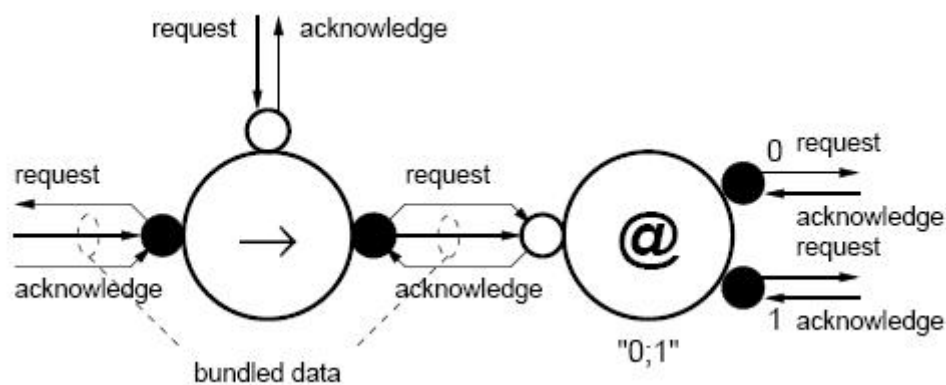 request acknowledge
request
acknowledge
→
request
acknowledge
@
"0;1"
0 request
acknowledge
request
1 acknowledge
bundled data